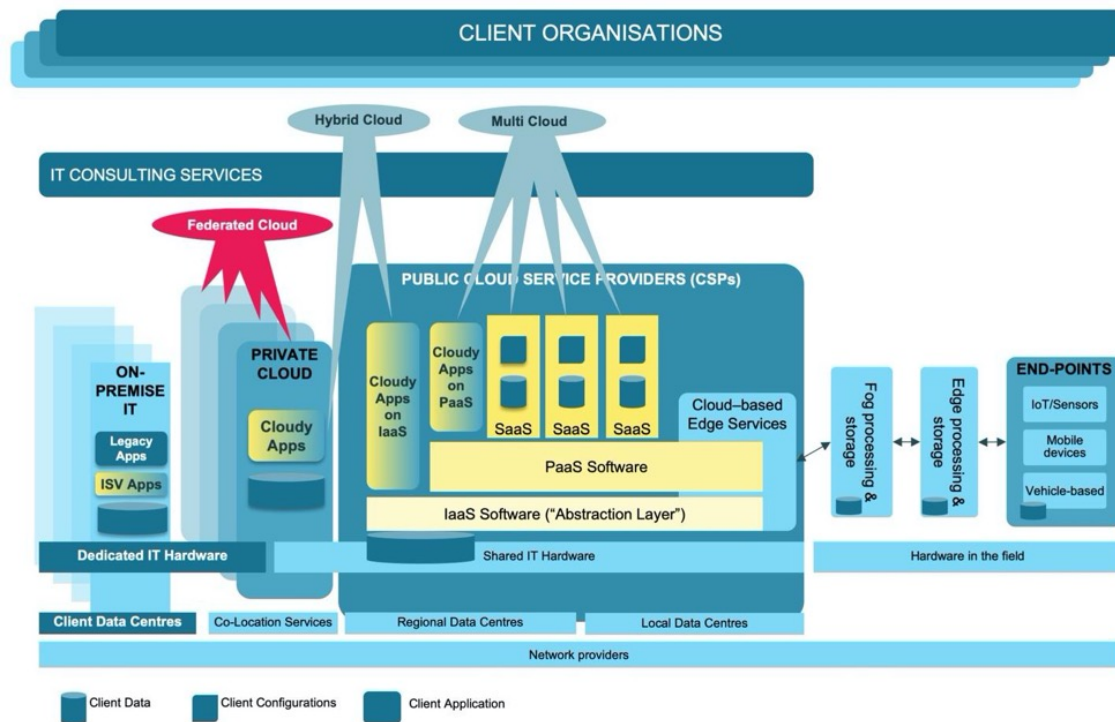 CLIENT ORGANISATIONS
Hybrid Cloud
Multi Cloud
IT CONSULTING SERVICES
Federated Cloud
PUBLIC CLOUD SERVICE PROVIDERS (CSPs)
ON-
PREMISE
IT
Legacy
Apps
ISV Apps
PRIVATE
CLOUD
Cloudy
Apps
Cloudy
Apps
on
IaaS
Cloudy
Apps
on
PaaS
SaaS
SaaS
SaaS
Cloud–based
Edge Services
PaaS Software
IaaS Software (“Abstraction Layer”)
Fog processing &
storage
Edge processing &
storage
END-POINTS
IoT/Sensors
Mobile
devices
Vehicle-based
Dedicated IT Hardware
Shared IT Hardware
Hardware in the field
Client Data Centres
Co-Location Services
Regional Data Centres
Local Data Centres
Network providers
Client Data
Client Configurations
Client Application